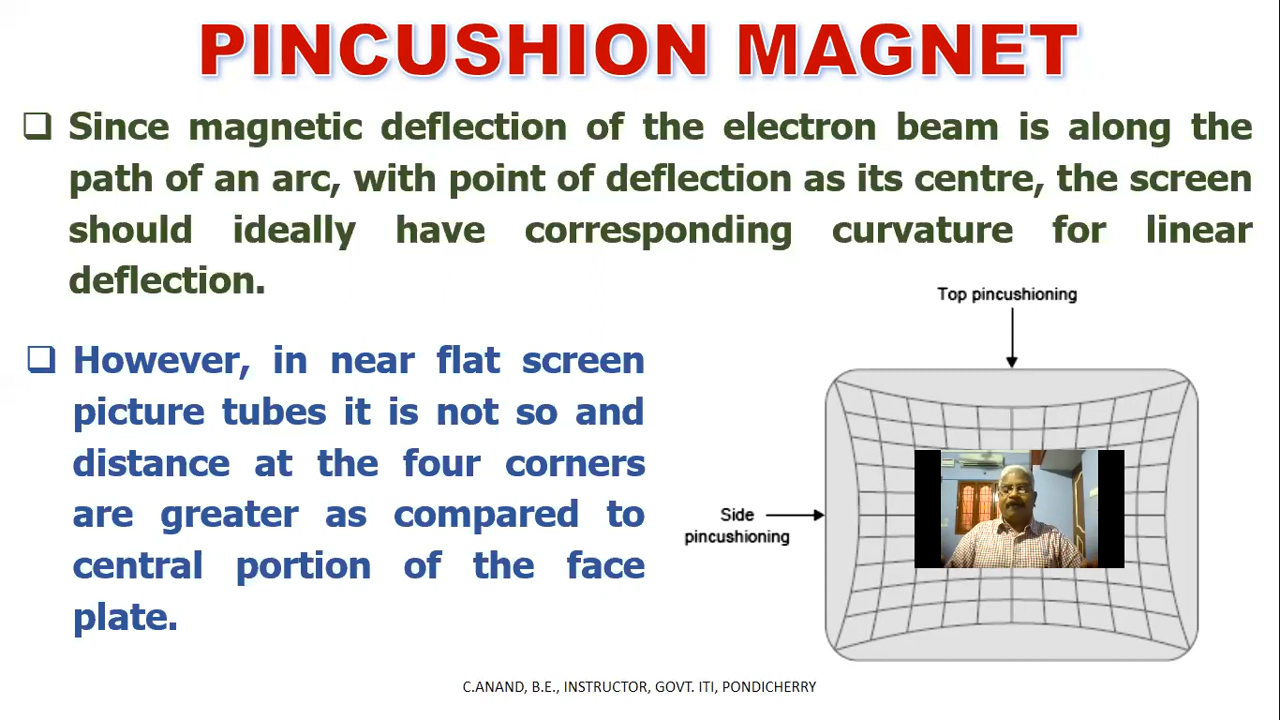 PINCUSHION MAGNET
❑ Since magnetic deflection of the electron beam is along the
path of an arc, with point of deflection as its centre, the screen
should ideally have corresponding curvature for linear
deflection.
❑ However, in near flat screen
picture tubes it is not so and
distance at the four corners
are greater as compared to
central portion of the face
plate.
Top pincushioning
Side
pincushioning
C.ANAND, B.E., INSTRUCTOR, GOVT. ITI, PONDICHERRY